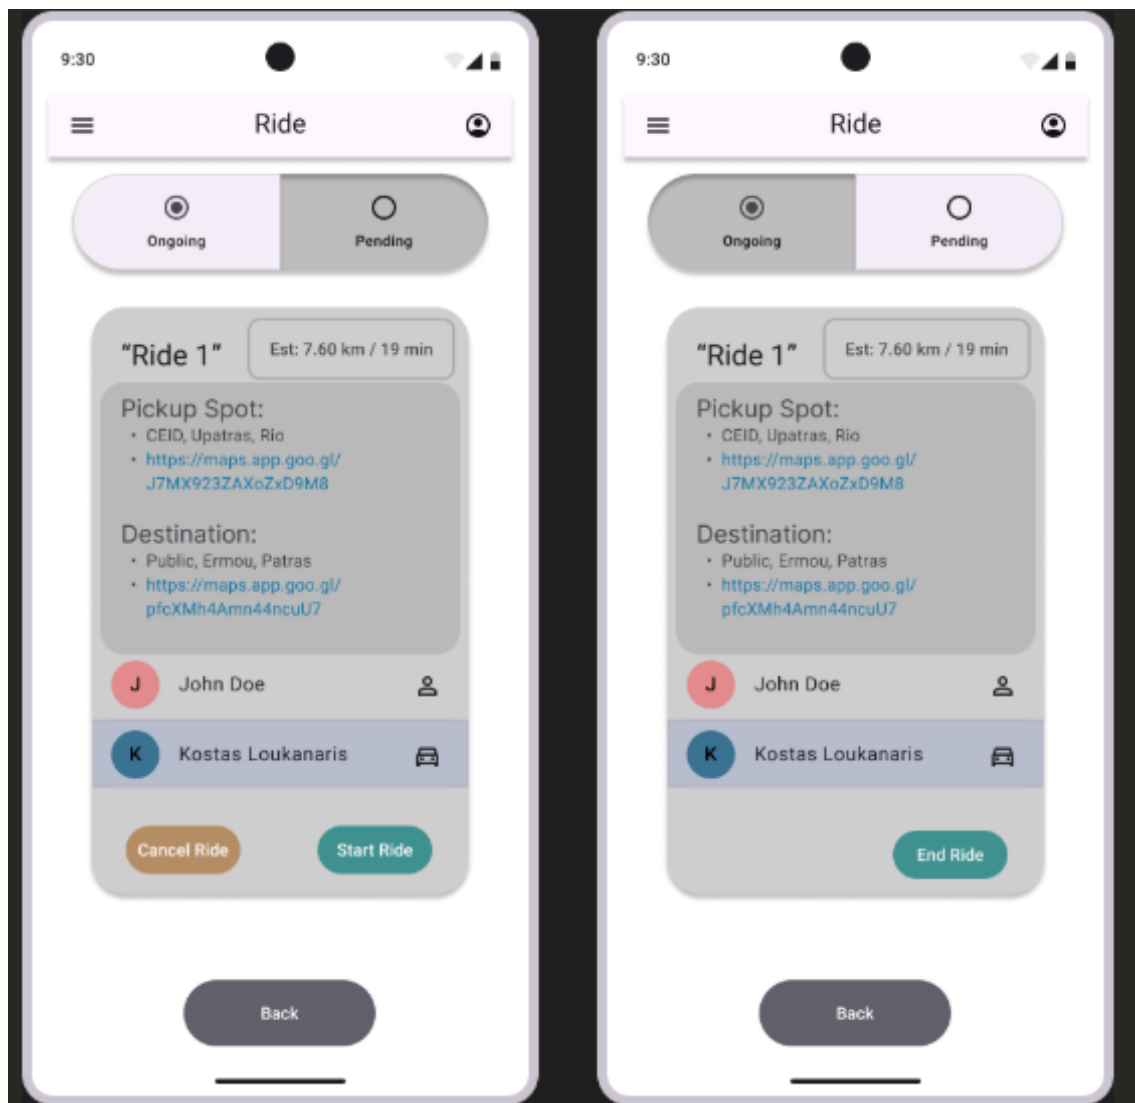 9:30
Ride
Ongoing
Pending
“Ride 1”
Est: 7.60 km / 19 min
Pickup Spot:
• CEID, Upatras, Rio
• https://maps.app.goo.gl/
J7MX923ZAXoZxD9M8
Destination:
• Public, Ermou, Patras
• https://maps.app.goo.gl/
pfcXMh4Amn44ncuU7
J
John Doe
K
Kostas Loukanaris
Cancel Ride
Start Ride
Back
9:30
Ride
Ongoing
Pending
“Ride 1”
Est: 7.60 km / 19 min
Pickup Spot:
• CEID, Upatras, Rio
• https://maps.app.goo.gl/
J7MX923ZAXoZxD9M8
Destination:
• Public, Ermou, Patras
• https://maps.app.goo.gl/
pfcXMh4Amn44ncuU7
J
John Doe
K
Kostas Loukanaris
End Ride
Back